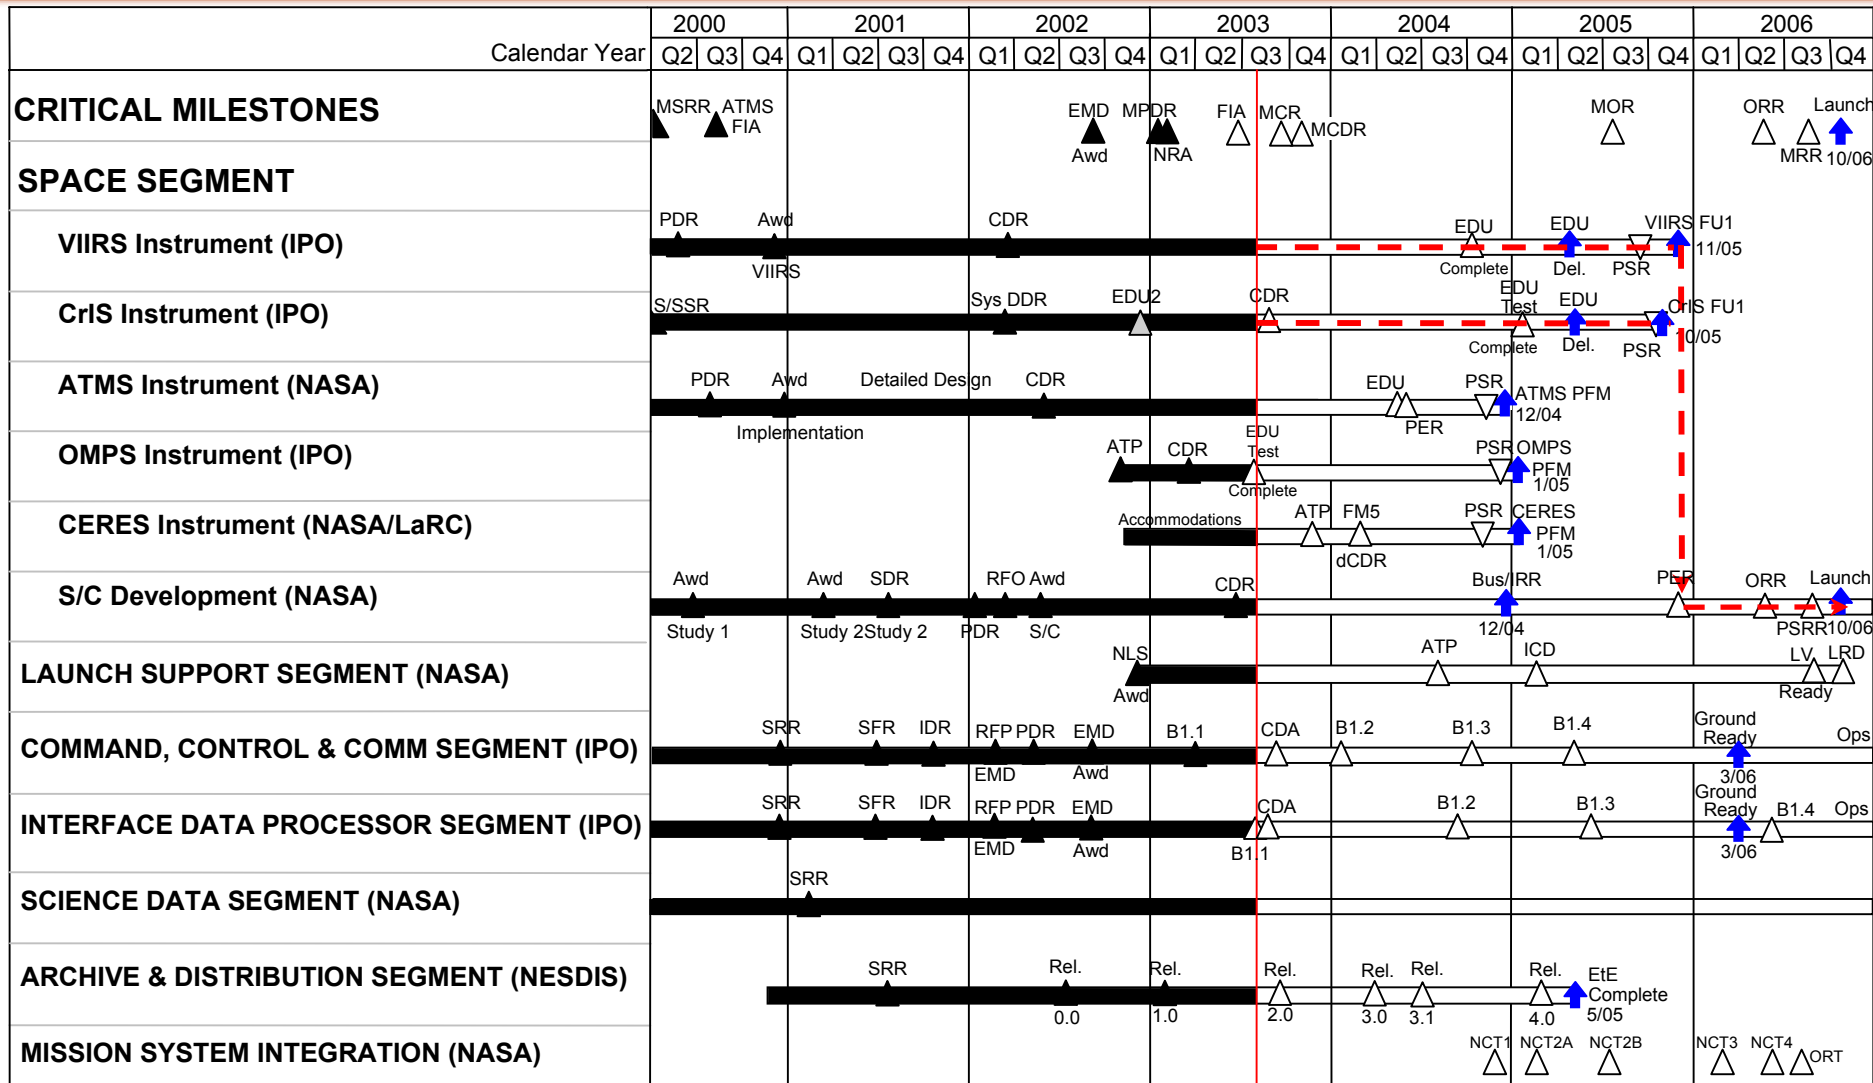 2000 2001 2002 2003 2004 2005 2006
Calendar Year Q2 Q3 Q4 Q1 Q2 Q3 Q4 Q1 Q2 Q3 Q4 Q1 Q2 Q3 Q4 Q1 Q2 Q3 Q4 Q1 Q2 Q3 Q4 Q1 Q2 Q3 Q4
CRITICAL MILESTONES
MSRR ATMS EMD MPDR FIA MCR MOR ORR Launch
FIA MCDR
Awd NRA MRR 10/06
SPACE SEGMENT
VIIRS Instrument (IPO)
PDR Awd CDR EDU EDU VIIRS FU1
11/05
VIIRS Complete Del. PSR
CrIS Instrument (IPO)
EDU
S/SSR Sys DDR EDU2 CDR Test EDU CrIS FU1
10/05
Complete Del. PSR
ATMS Instrument (NASA)
PDR Awd Detailed Design CDR EDU PSR ATMS PFM
12/04
Implementation PER
OMPS Instrument (IPO)
EDU
ATP CDR Test PSR OMPS
PFM
Complete 1/05
CERES Instrument (NASA/LaRC)
Accommodations ATP FM5 PSR CERES
PFM
dCDR 1/05
S/C Development (NASA)
Awd Awd SDR RFO Awd CDR Bus/IRR PER ORR Launch
Study 1 Study 2 Study 2 PDR S/C 12/04 PSRR 10/06
LAUNCH SUPPORT SEGMENT (NASA)
NLS ATP ICD LV LRD
Awd Ready
COMMAND, CONTROL & COMM SEGMENT (IPO)
SRR SFR IDR RFP PDR EMD B1.1 CDA B1.2 B1.3 B1.4 Ground
Ready Ops
EMD Awd 3/06
INTERFACE DATA PROCESSOR SEGMENT (IPO)
SRR SFR IDR RFP PDR EMD CDA B1.2 B1.3 Ground
Ready B1.4 Ops
EMD Awd B1.1 3/06
SCIENCE DATA SEGMENT (NASA)
SRR
ARCHIVE & DISTRIBUTION SEGMENT (NESDIS)
SRR Rel. Rel. Rel. Rel. Rel. Rel. EtE
Complete
0.0 1.0 2.0 3.0 3.1 4.0 5/05
MISSION SYSTEM INTEGRATION (NASA)
NCT1 NCT2A NCT2B NCT3 NCT4 ORT